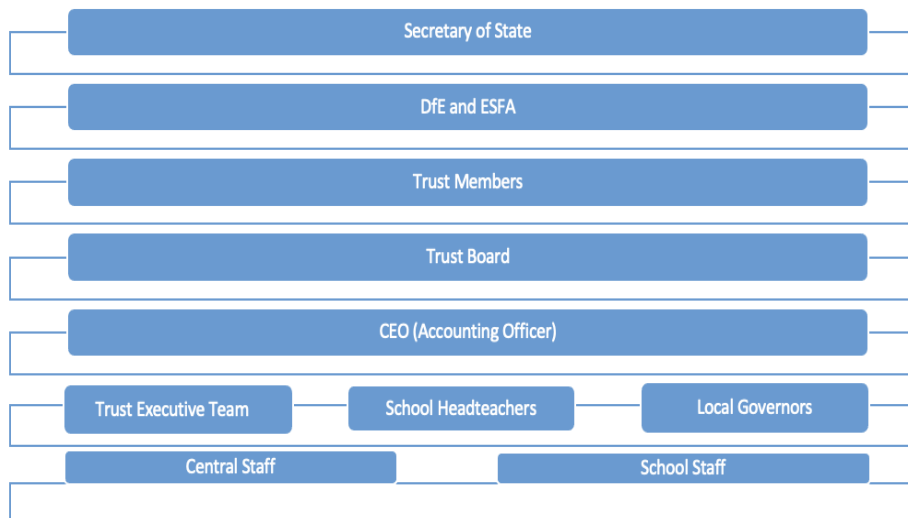 Secretary of State
DfE and ESFA
Trust Members
Trust Board
CEO (Accounting Officer)
Trust Executive Team
School Headteachers
Local Governors
Central Staff
School Staff